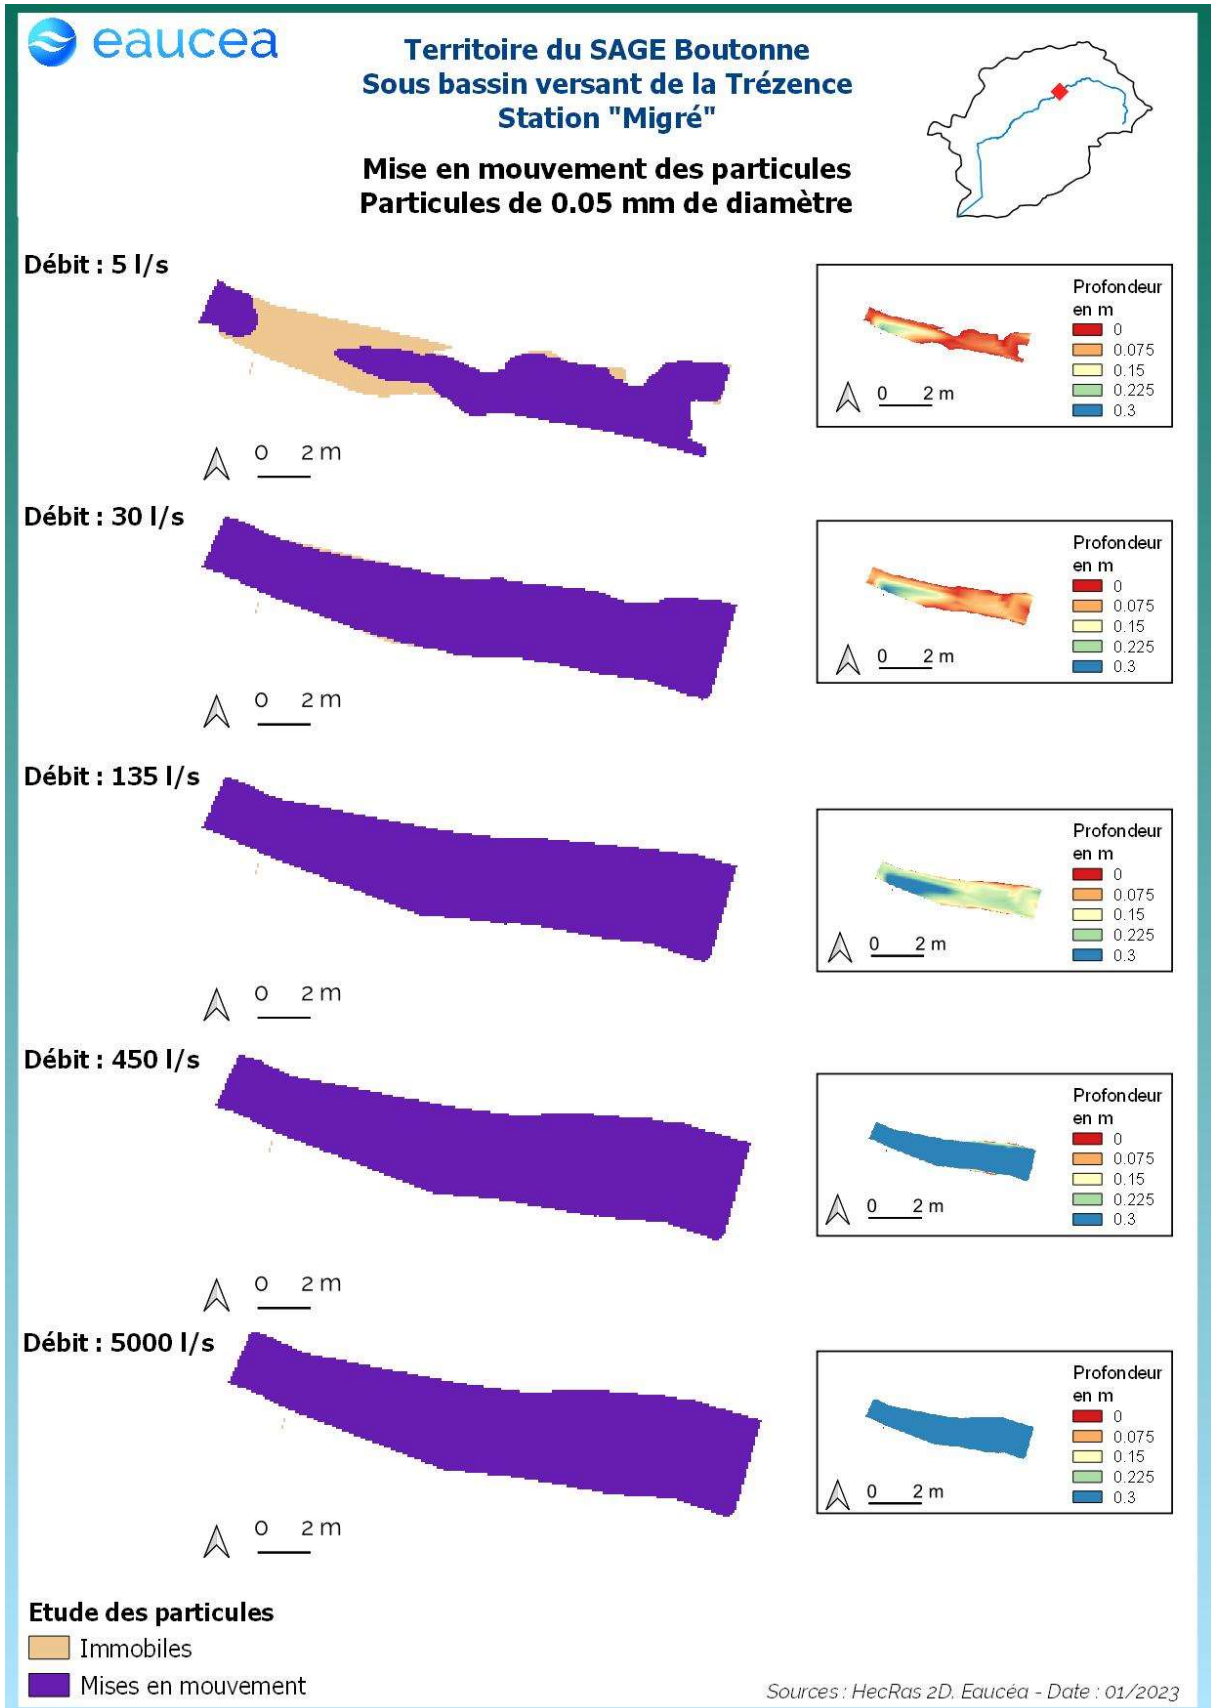 eaucea
Territoire du SAGE Boutonne
Sous bassin versant de la Trézence
Station "Migré"
Mise en mouvement des particules
Particules de 0.05 mm de diamètre
Débit : 5 l/s
0 2 m
Profondeur
en m
0
0.075
0.15
0.225
0.3
0 2 m
Débit : 30 l/s
0 2 m
Profondeur
en m
0
0.075
0.15
0.225
0.3
0 2 m
Débit : 135 l/s
0 2 m
Profondeur
en m
0
0.075
0.15
0.225
0.3
0 2 m
Débit : 450 l/s
0 2 m
Profondeur
en m
0
0.075
0.15
0.225
0.3
0 2 m
Débit : 5000 l/s
0 2 m
Profondeur
en m
0
0.075
0.15
0.225
0.3
0 2 m
Etude des particules
Immobiles
Mises en mouvement
Sources : HecRas 2D. Eaucéa - Date : 01/2023